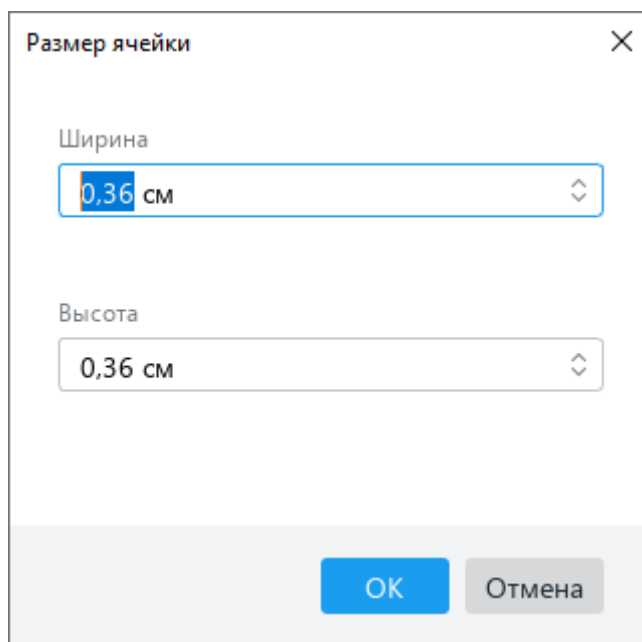 Размер ячейки
Ширина
0,36 см
Высота
0,36 см
ОК Отмена